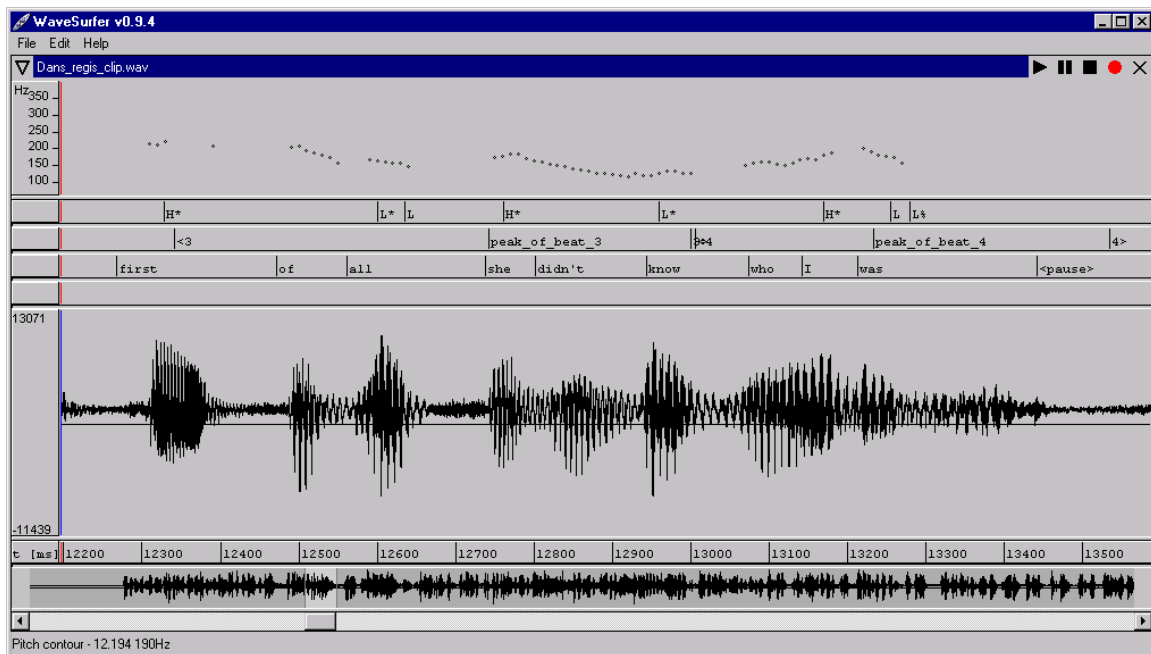 WaveSurfer v0.9.4
File Edit Help
Dans_regis_clip.wav
Hz
350
300
250
200
150
100
H* L* L H* L* H* L L%
<3 peak_of_beat_3 peak_of_beat_4 4>
first of all she didn't know who I was <pause>
13071
-11439
t [ms] 12200 12300 12400 12500 12600 12700 12800 12900 13000 13100 13200 13300 13400 13500
Pitch contour - 12.194 190Hz